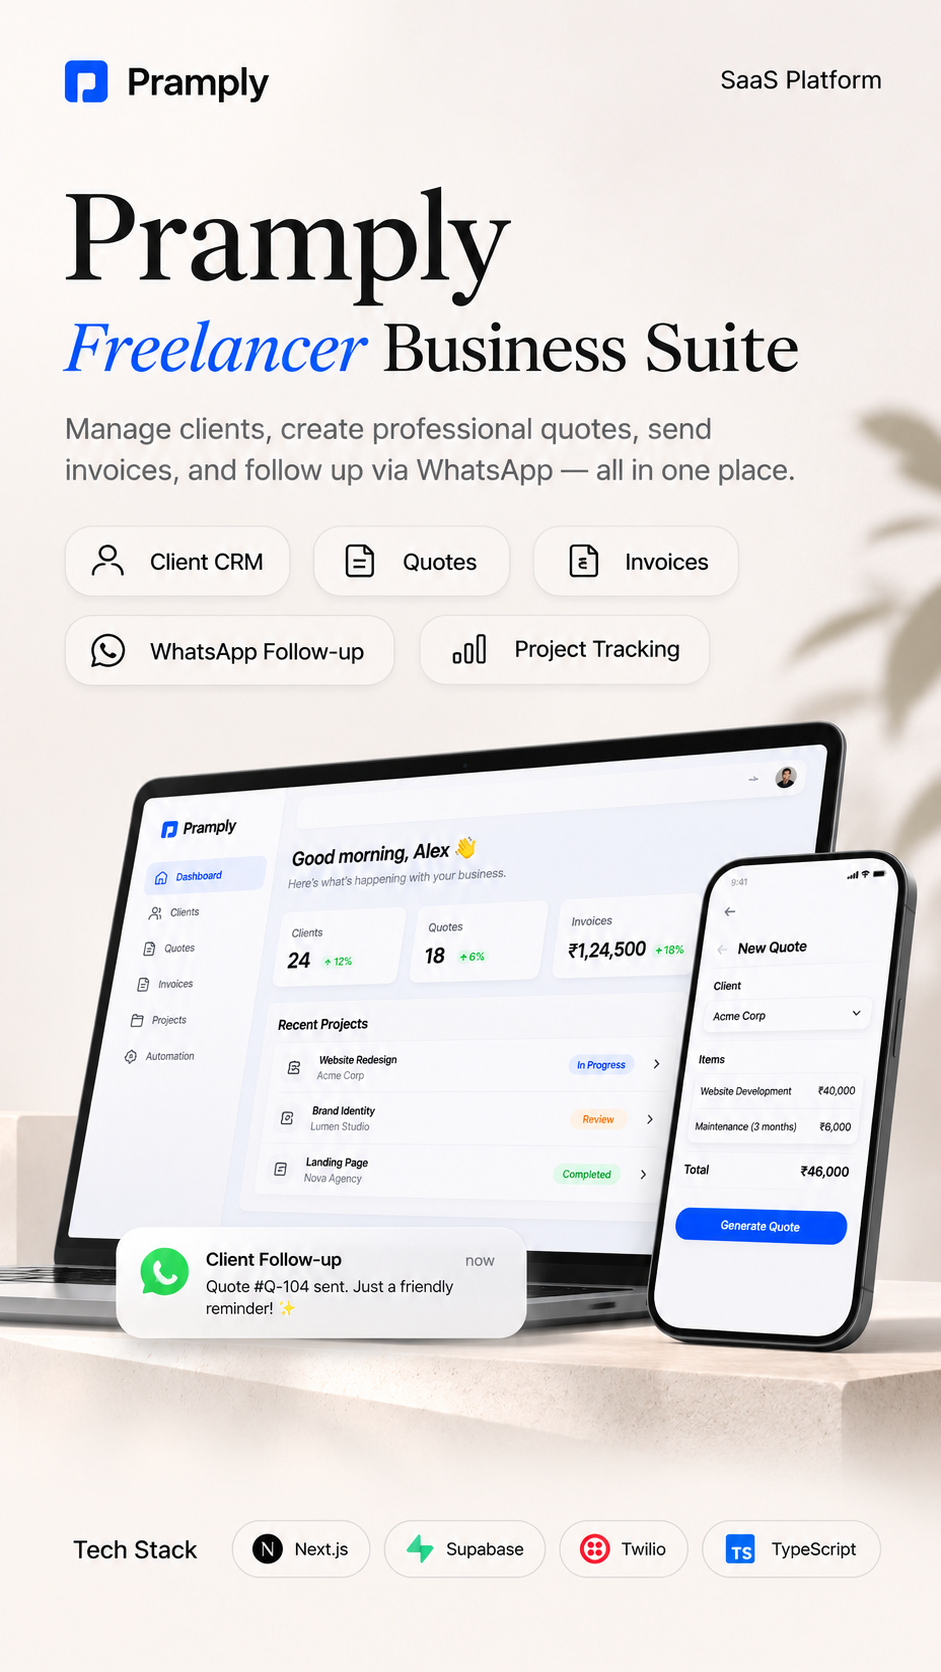 Pramply
SaaS Platform
Pramply
Freelancer Business Suite
Manage clients, create professional quotes, send
invoices, and follow up via WhatsApp — all in one place.
Client CRM
Quotes
Invoices
WhatsApp Follow-up
Project Tracking
Pramply
Dashboard
Clients
Quotes
Invoices
Projects
Automation
Good morning, Alex 👋
Here's what's happening with your business.
Clients
24 +12%
Quotes
18 +6%
Invoices
₹1,24,500 +18%
Recent Projects
Website Redesign
Acme Corp
In Progress
Brand Identity
Lumen Studio
Review
Landing Page
Nova Agency
Completed
9:41
New Quote
Client
Acme Corp
Items
Website Development ₹40,000
Maintenance (3 months) ₹6,000
Total ₹46,000
Generate Quote
Client Follow-up now
Quote #Q-104 sent. Just a friendly
reminder! ✨
Tech Stack
N Next.js
Supabase
Twilio
TS TypeScript